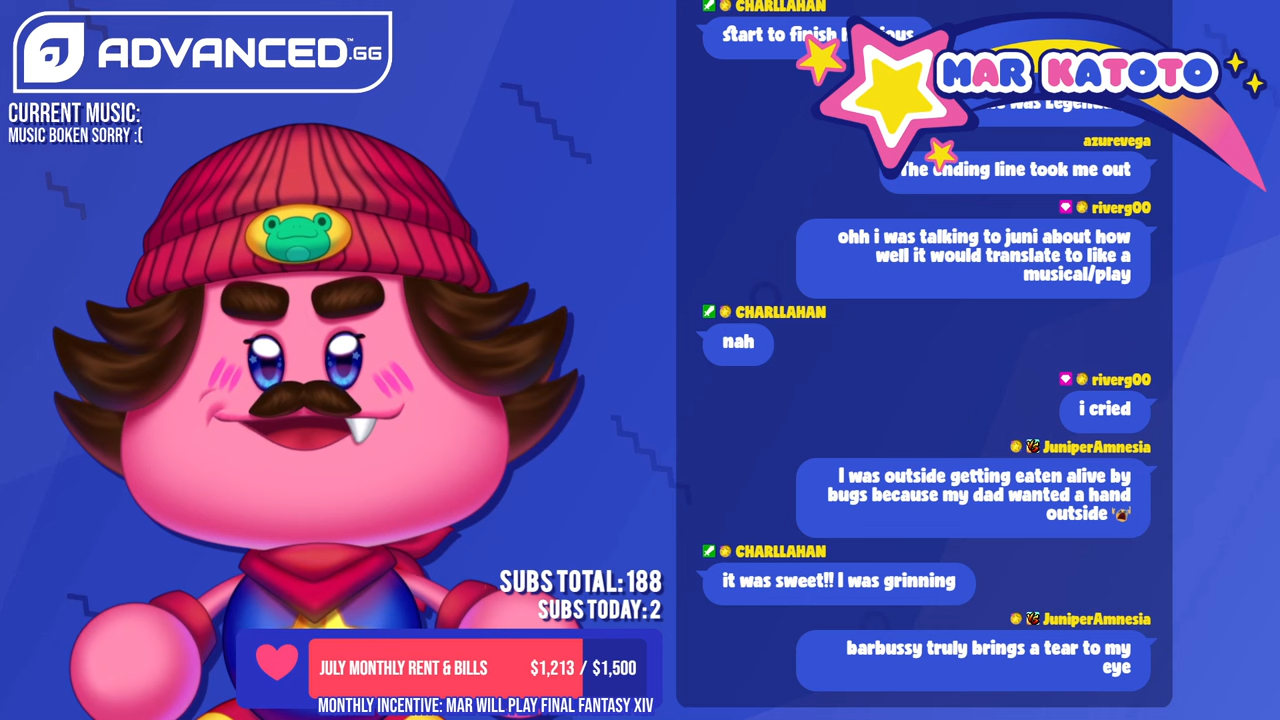 ADVANCED™.GG
CURRENT MUSIC:
MUSIC BOKEN SORRY :(
SUBS TOTAL: 188
SUBS TODAY: 2
JULY MONTHLY RENT & BILLS $1,213 / $1,500
MONTHLY INCENTIVE: MAR WILL PLAY FINAL FANTASY XIV
MAR KATOTO
CHARLLAHAN
start to finish
was Legen
azurevega
The ending line took me out
riverg00
ohh i was talking to juni about how
well it would translate to like a
musical/play
CHARLLAHAN
nah
riverg00
i cried
JuniperAmnesia
I was outside getting eaten alive by
bugs because my dad wanted a hand
outside
CHARLLAHAN
it was sweet!! I was grinning
JuniperAmnesia
barbussy truly brings a tear to my
eye